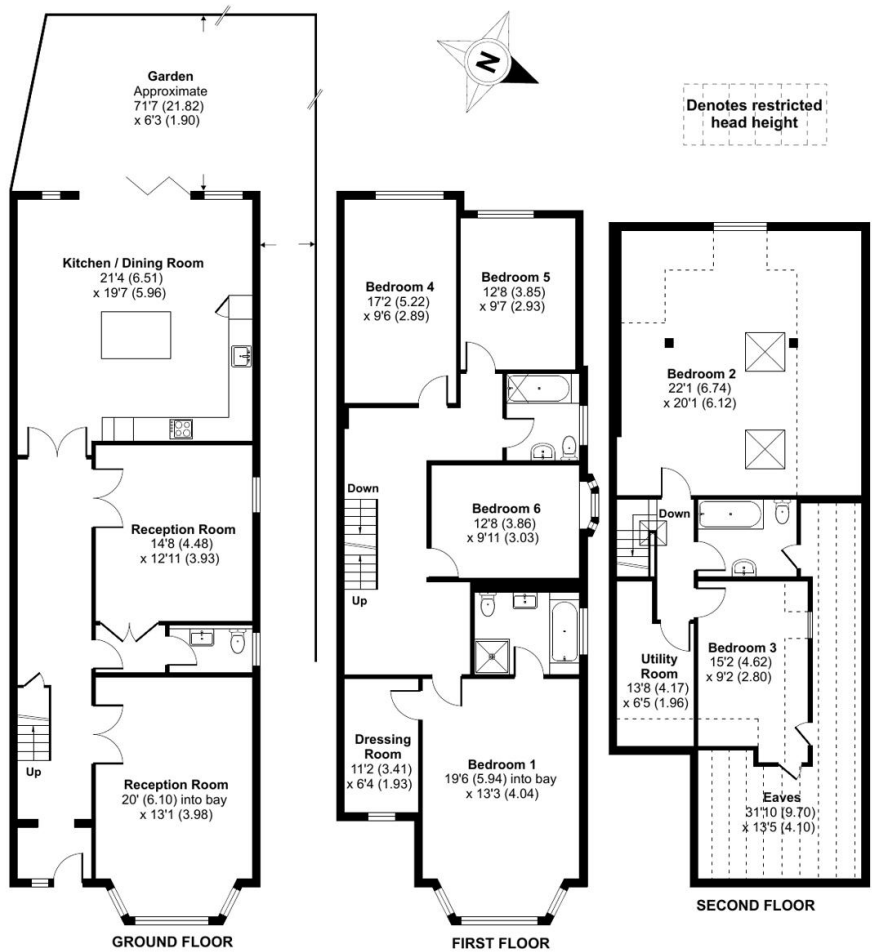 Garden
Approximate
71'7 (21.82)
x 6'3 (1.90)
N
Denotes restricted
head height
Kitchen / Dining Room
21'4 (6.51)
x 19'7 (5.96)
Reception Room
14'8 (4.48)
x 12'11 (3.93)
Up
Reception Room
20' (6.10) into bay
x 13'1 (3.98)
GROUND FLOOR
Bedroom 4
17'2 (5.22)
x 9'6 (2.89)
Bedroom 5
12'8 (3.85)
x 9'7 (2.93)
Down
Up
Bedroom 6
12'8 (3.86)
x 9'11 (3.03)
Dressing
Room
11'2 (3.41)
x 6'4 (1.93)
Bedroom 1
19'6 (5.94) into bay
x 13'3 (4.04)
FIRST FLOOR
Bedroom 2
22'1 (6.74)
x 20'1 (6.12)
Down
Utility
Room
13'8 (4.17)
x 6'5 (1.96)
Bedroom 3
15'2 (4.62)
x 9'2 (2.80)
Eaves
31'10 (9.70)
x 13'5 (4.10)
SECOND FLOOR